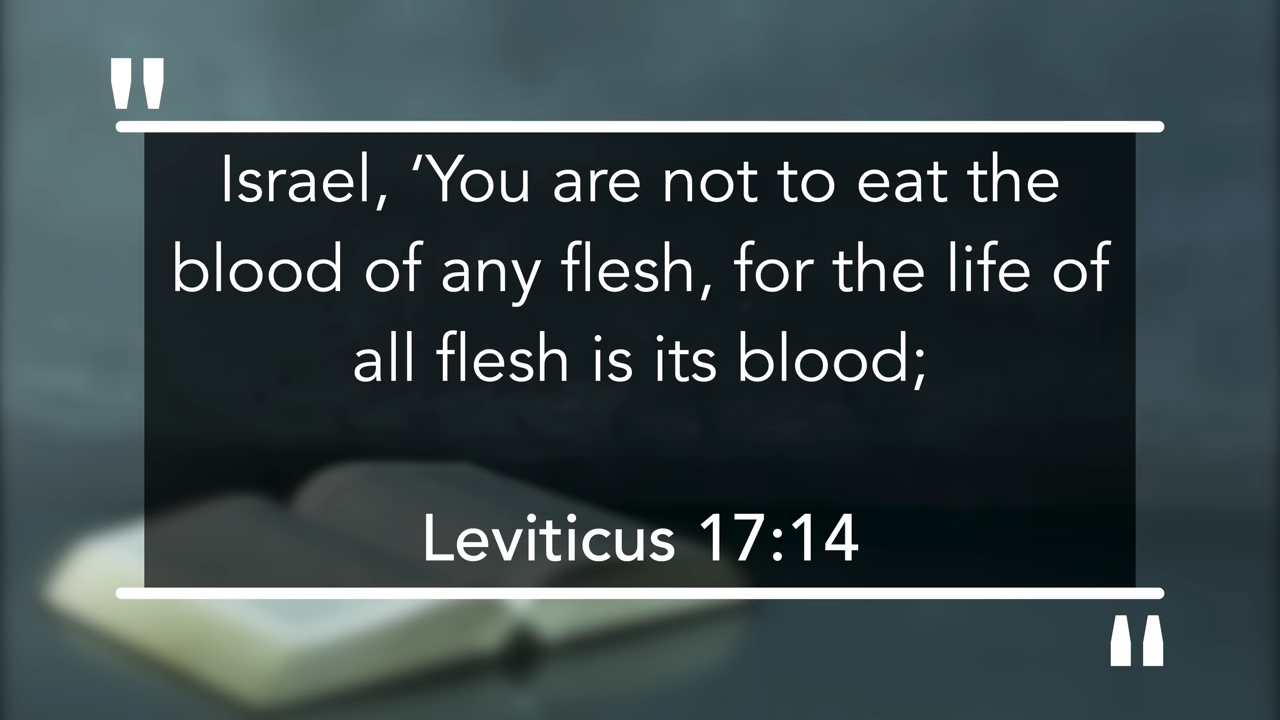 "
Israel, ‘You are not to eat the
blood of any flesh, for the life of
all flesh is its blood;
Leviticus 17:14
"